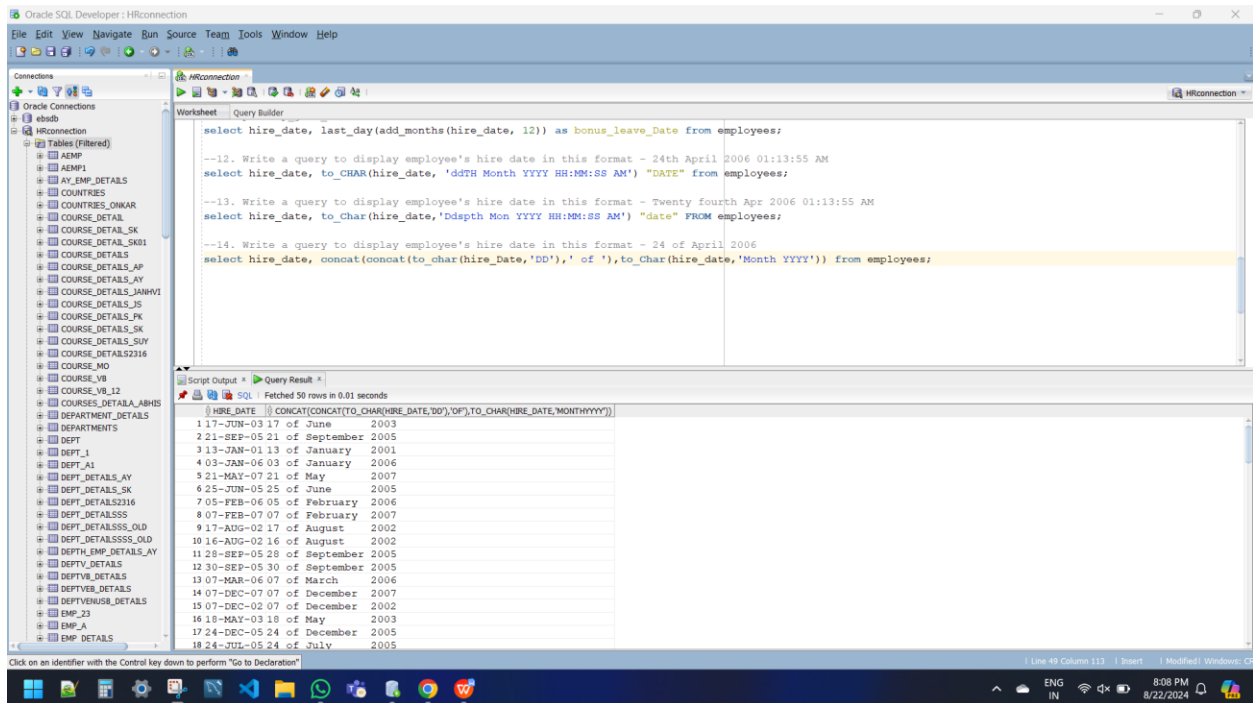 Oracle SQL Developer : HRconnection
File Edit View Navigate Run Source Team Tools Window Help
Connections
HRconnection
HRconnection
Worksheet Query Builder
Oracle Connections
ebsdb
HRconnection
Tables (Filtered)
AEMP
AEMP1
AY_EMP_DETAILS
COUNTRIES
COUNTRIES_ONKAR
COURSE_DETAIL
COURSE_DETAIL_SK
COURSE_DETAIL_SK01
COURSE_DETAILS
COURSE_DETAILS_AP
COURSE_DETAILS_AY
COURSE_DETAILS_JANHVI
COURSE_DETAILS_JS
COURSE_DETAILS_PK
COURSE_DETAILS_SK
COURSE_DETAILS_SUY
COURSE_DETAILS2316
COURSE_MO
COURSE_VB
COURSE_VB_12
COURSES_DETAILA_ABHIS
DEPARTMENT_DETAILS
DEPARTMENTS
DEPT
DEPT_1
DEPT_A1
DEPT_DETAILS_AY
DEPT_DETAILS_SK
DEPT_DETAILS2316
DEPT_DETAILSSS
DEPT_DETAILSSS_OLD
DEPT_DETAILSSSS_OLD
DEPTH_EMP_DETAILS_AY
DEPTV_DETAILS
DEPTVB_DETAILS
DEPTVEB_DETAILS
DEPTVENUSB_DETAILS
EMP_23
EMP_A
EMP DETAILS
select hire_date, last_day(add_months(hire_date, 12)) as bonus_leave_Date from employees;
--12. Write a query to display employee's hire date in this format - 24th April 2006 01:13:55 AM
select hire_date, to_CHAR(hire_date, 'ddTH Month YYYY HH:MM:SS AM') "DATE" from employees;
--13. Write a query to display employee's hire date in this format - Twenty fourth Apr 2006 01:13:55 AM
select hire_date, to_Char(hire_date,'Ddspth Mon YYYY HH:MM:SS AM') "date" FROM employees;
--14. Write a query to display employee's hire date in this format - 24 of April 2006
select hire_date, concat(concat(to_char(hire_Date,'DD'),' of '),to_Char(hire_date,'Month YYYY')) from employees;
Script Output Query Result
SQL Fetched 50 rows in 0.01 seconds
HIRE_DATE CONCAT(CONCAT(TO_CHAR(HIRE_DATE,'DD'),'OF'),TO_CHAR(HIRE_DATE,'MONTHYYYY'))
1 17-JUN-03 17 of June 2003
2 21-SEP-05 21 of September 2005
3 13-JAN-01 13 of January 2001
4 03-JAN-06 03 of January 2006
5 21-MAY-07 21 of May 2007
6 25-JUN-05 25 of June 2005
7 05-FEB-06 05 of February 2006
8 07-FEB-07 07 of February 2007
9 17-AUG-02 17 of August 2002
10 16-AUG-02 16 of August 2002
11 28-SEP-05 28 of September 2005
12 30-SEP-05 30 of September 2005
13 07-MAR-06 07 of March 2006
14 07-DEC-07 07 of December 2007
15 07-DEC-02 07 of December 2002
16 18-MAY-03 18 of May 2003
17 24-DEC-05 24 of December 2005
18 24-JUL-05 24 of July 2005
Click on an identifier with the Control key down to perform "Go to Declaration"
Line 49 Column 113 Insert Modified Windows: CR
ENG
IN
8:08 PM
8/22/2024